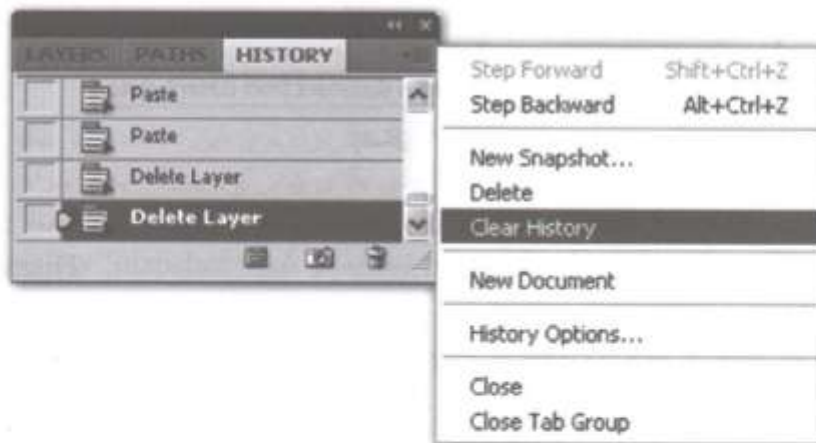 LAYERS PATHS HISTORY
Paste
Paste
Delete Layer
Delete Layer
Step Forward Shift+Ctrl+Z
Step Backward Alt+Ctrl+Z
New Snapshot...
Delete
Clear History
New Document
History Options...
Close
Close Tab Group